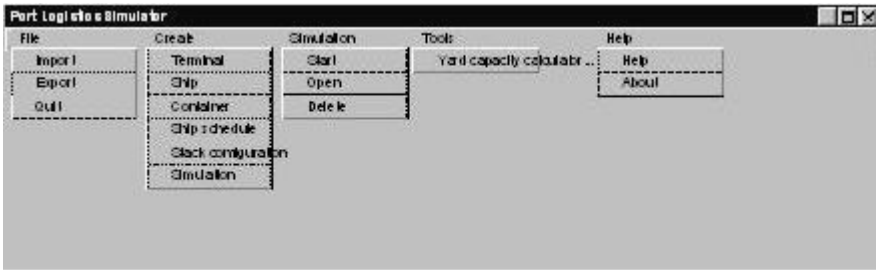 Port Logistics Simulator
File Create Simulation Tools Help
Import Terminal Start Yard capacity calculator ... Help
Export Ship Open About
Quit Container Delete
Ship schedule
Stack configuration
Simulation